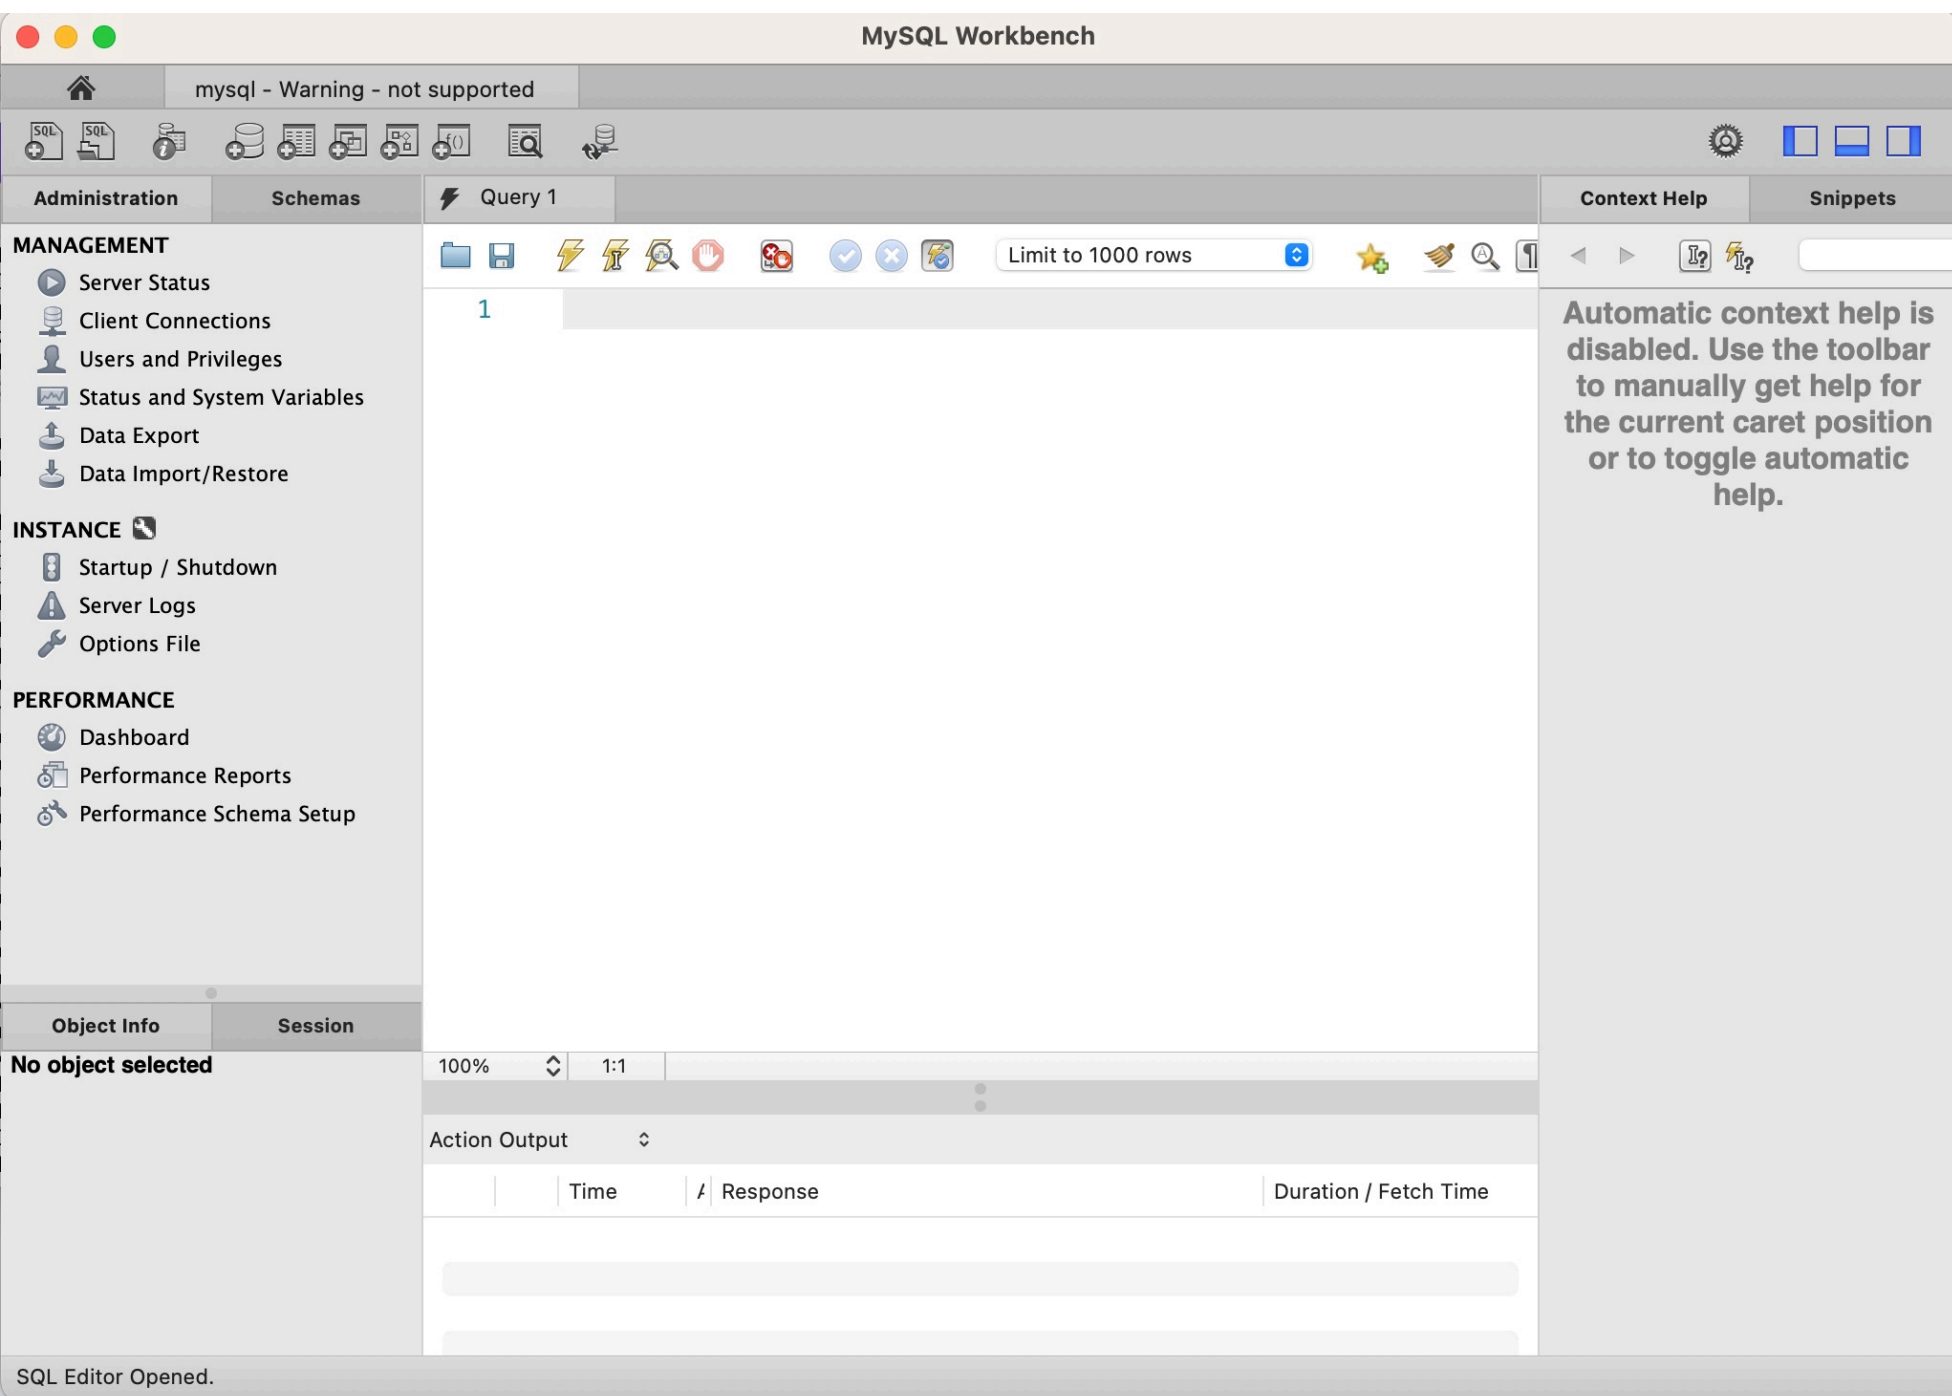 MySQL Workbench
mysql - Warning - not supported
SQL
SQL
Administration
Schemas
Query 1
Context Help
Snippets
MANAGEMENT
Server Status
Client Connections
Users and Privileges
Status and System Variables
Data Export
Data Import/Restore
INSTANCE
Startup / Shutdown
Server Logs
Options File
PERFORMANCE
Dashboard
Performance Reports
Performance Schema Setup
Limit to 1000 rows
1
Automatic context help is
disabled. Use the toolbar
to manually get help for
the current caret position
or to toggle automatic
help.
Object Info
Session
No object selected
100%
1:1
Action Output
Time
Response
Duration / Fetch Time
SQL Editor Opened.